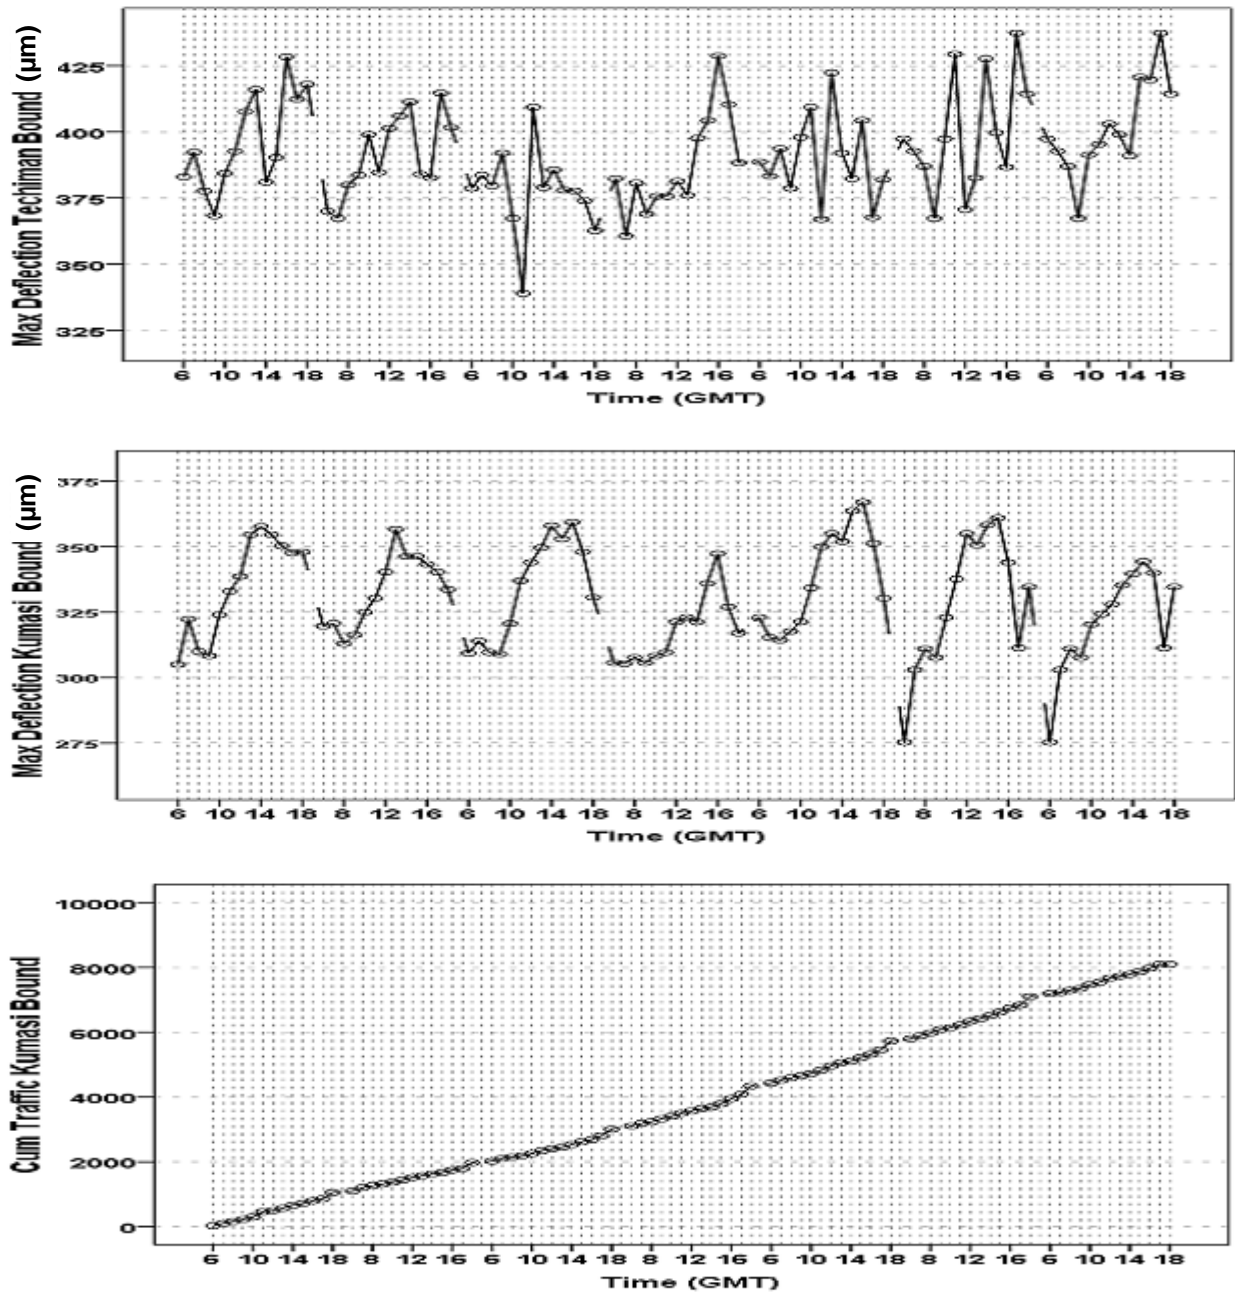 Max Deflection Techiman Bound (μm)
425
400
375
350
325
6 10 14 18 8 12 16 6 11 18 8 12 16 6 10 14 18 8 12 16 6 10 14 18
Time (GMT)
Max Deflection Kumasi Bound (μm)
375
350
325
300
275
6 10 14 18 8 12 16 6 10 14 18 8 12 16 6 10 14 18 8 12 16 6 10 14 18
Time (GMT)
Cum Traffic Kumasi Bound
10000
8000
6000
4000
2000
0
6 10 14 18 8 12 16 6 10 14 18 8 12 16 6 10 14 18 8 12 16 6 10 14 18
Time (GMT)